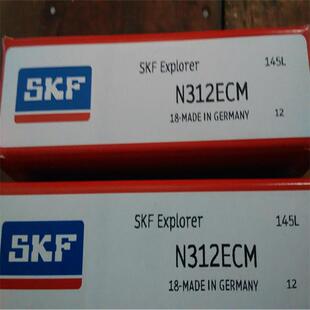 SKF
SKF Explorer 145L
N312ECM
18-MADE IN GERMANY 12
SKF
SKF Explorer 145L
N312ECM
18-MADE IN GERMANY 12